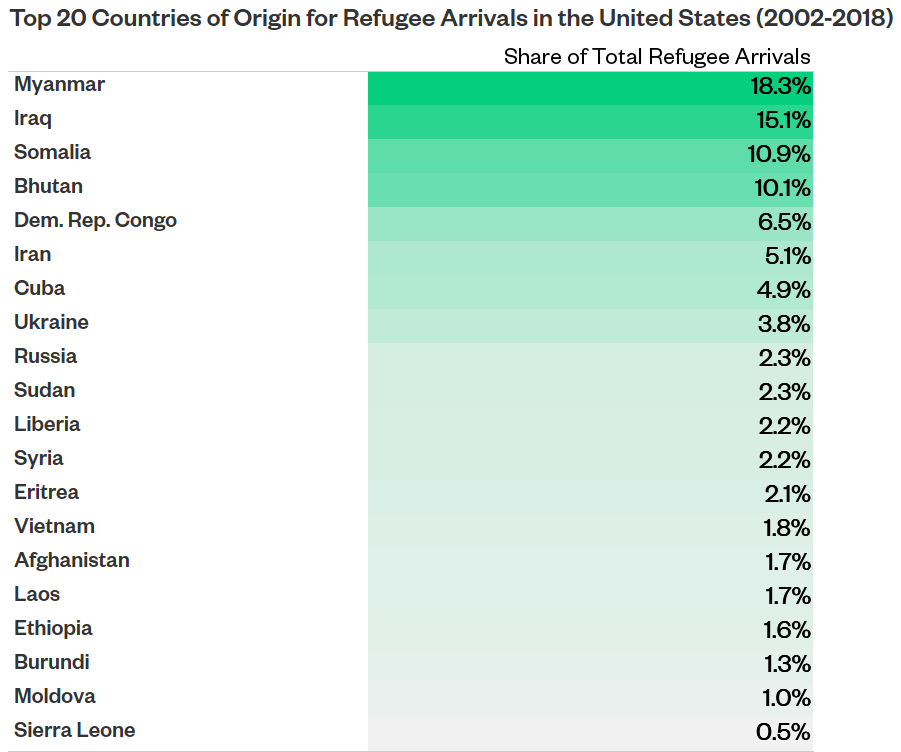 Top 20 Countries of Origin for Refugee Arrivals in the United States (2002-2018)
Share of Total Refugee Arrivals
Myanmar 18.3%
Iraq 15.1%
Somalia 10.9%
Bhutan 10.1%
Dem. Rep. Congo 6.5%
Iran 5.1%
Cuba 4.9%
Ukraine 3.8%
Russia 2.3%
Sudan 2.3%
Liberia 2.2%
Syria 2.2%
Eritrea 2.1%
Vietnam 1.8%
Afghanistan 1.7%
Laos 1.7%
Ethiopia 1.6%
Burundi 1.3%
Moldova 1.0%
Sierra Leone 0.5%